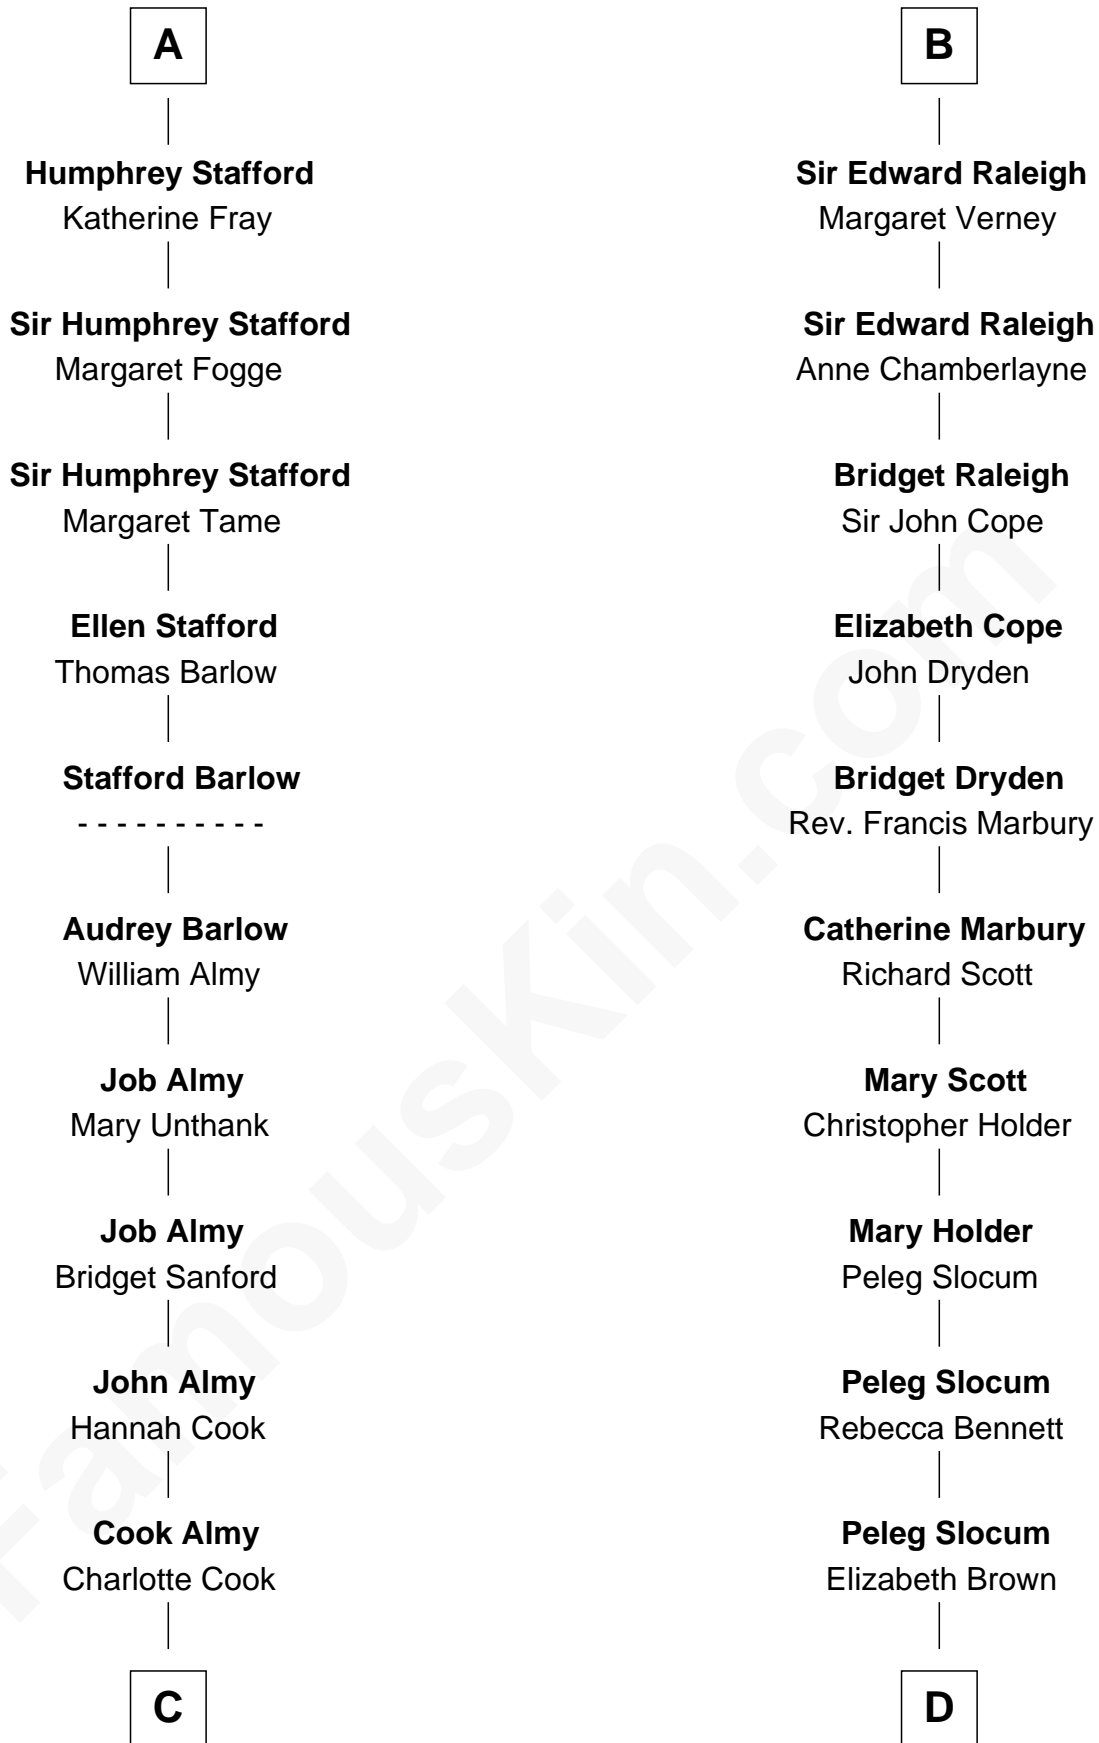 A
Humphrey Stafford
Katherine Fray
Sir Humphrey Stafford
Margaret Fogge
Sir Humphrey Stafford
Margaret Tame
Ellen Stafford
Thomas Barlow
Stafford Barlow
- - - - - - - - - -
Audrey Barlow
William Almy
Job Almy
Mary Unthank
Job Almy
Bridget Sanford
John Almy
Hannah Cook
Cook Almy
Charlotte Cook
C
B
Sir Edward Raleigh
Margaret Verney
Sir Edward Raleigh
Anne Chamberlayne
Bridget Raleigh
Sir John Cope
Elizabeth Cope
John Dryden
Bridget Dryden
Rev. Francis Marbury
Catherine Marbury
Richard Scott
Mary Scott
Christopher Holder
Mary Holder
Peleg Slocum
Peleg Slocum
Rebecca Bennett
Peleg Slocum
Elizabeth Brown
D
FamousKin.com